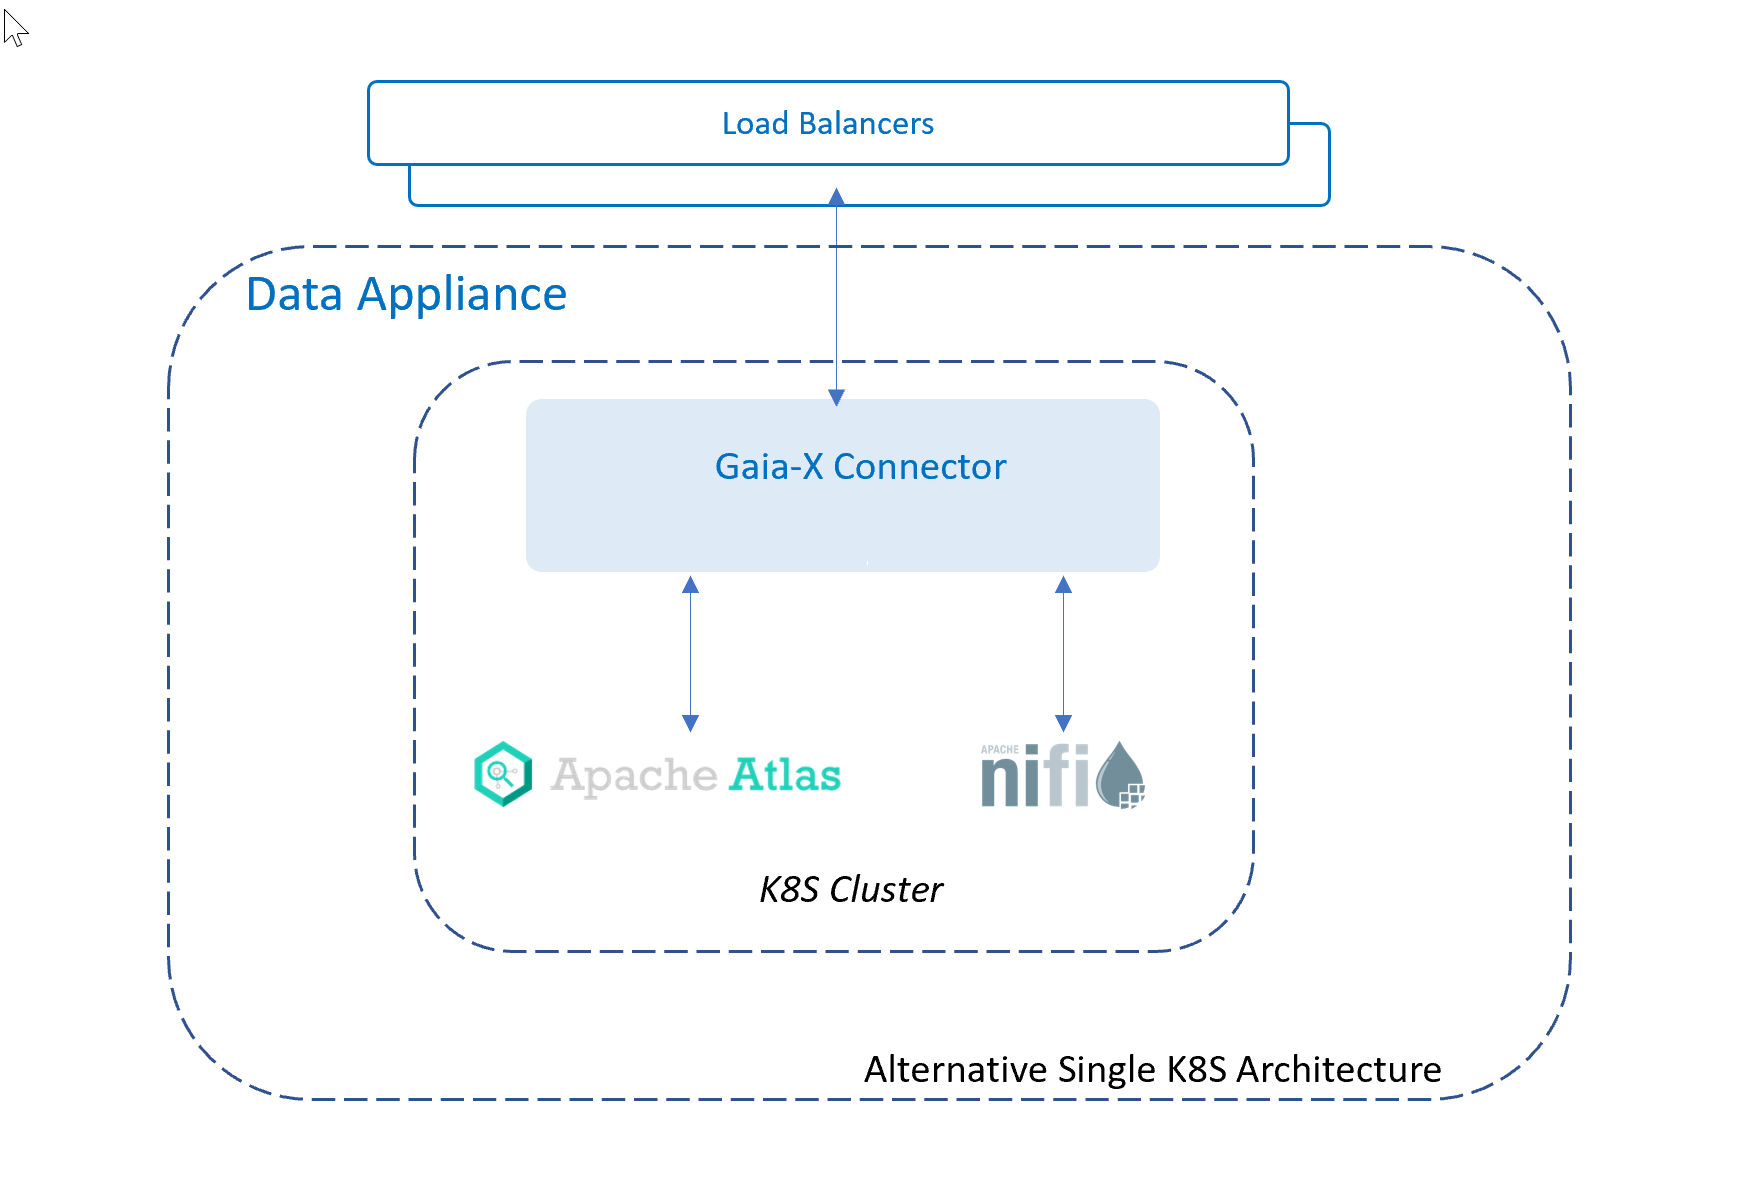 Load Balancers
Data Appliance
Gaia-X Connector
Apache Atlas
APACHE
nifi
K8S Cluster
Alternative Single K8S Architecture